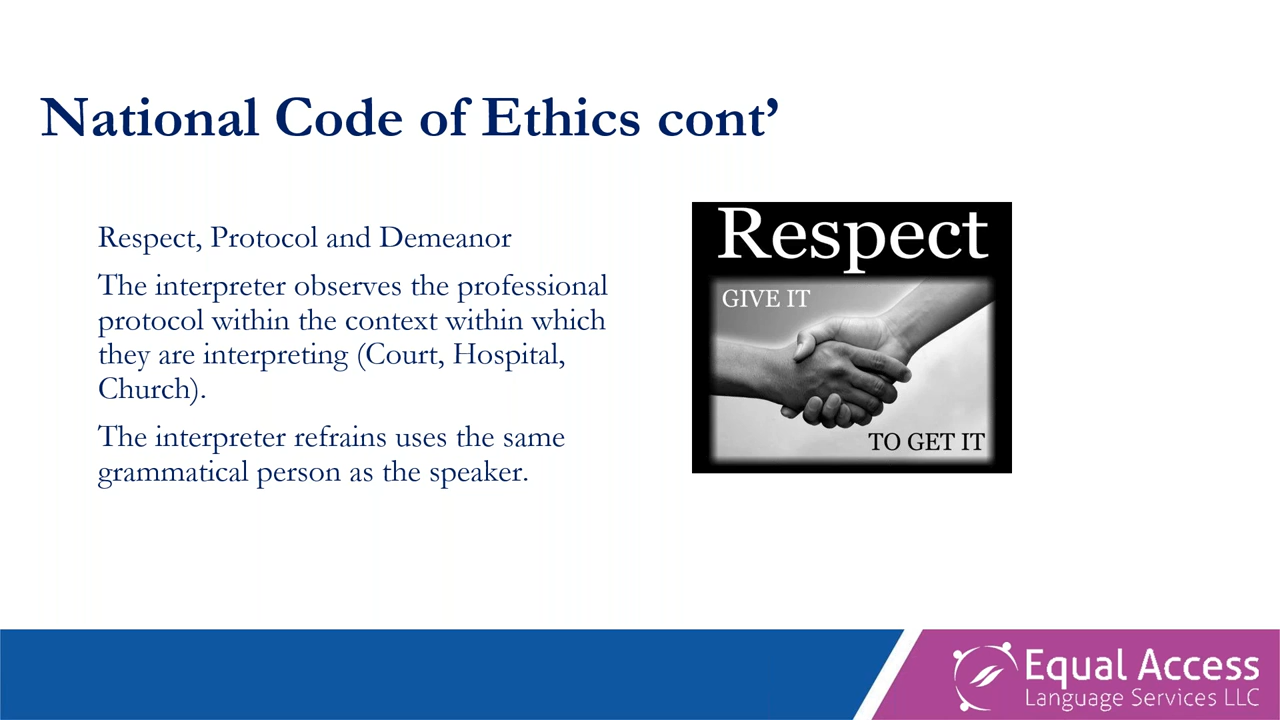 National Code of Ethics cont’
Respect, Protocol and Demeanor
The interpreter observes the professional
protocol within the context within which
they are interpreting (Court, Hospital,
Church).
The interpreter refrains uses the same
grammatical person as the speaker.
Respect
GIVE IT
TO GET IT
Equal Access
Language Services LLC